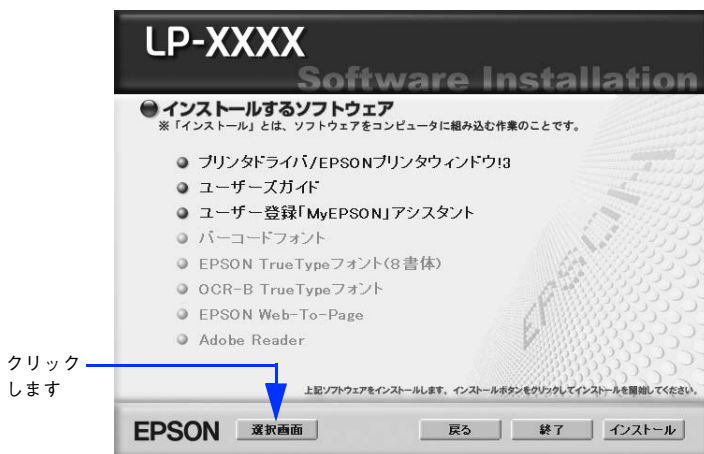 LP-XXXX
Software Installation
インストールするソフトウェア
※「インストール」とは、ソフトウェアをコンピュータに組み込む作業のことです。
プリンタドライバ/EPSONプリンタウィンドウ!3
ユーザーズガイド
ユーザー登録「MyEPSON」アシスタント
バーコードフォント
EPSON TrueTypeフォント(8書体)
OCR-B TrueTypeフォント
EPSON Web-To-Page
Adobe Reader
EPSON
クリック
します
上記ソフトウェアをインストールします。インストールボタンをクリックしてインストールを開始してください。
EPSON 選択画面 戻る 終了 インストール